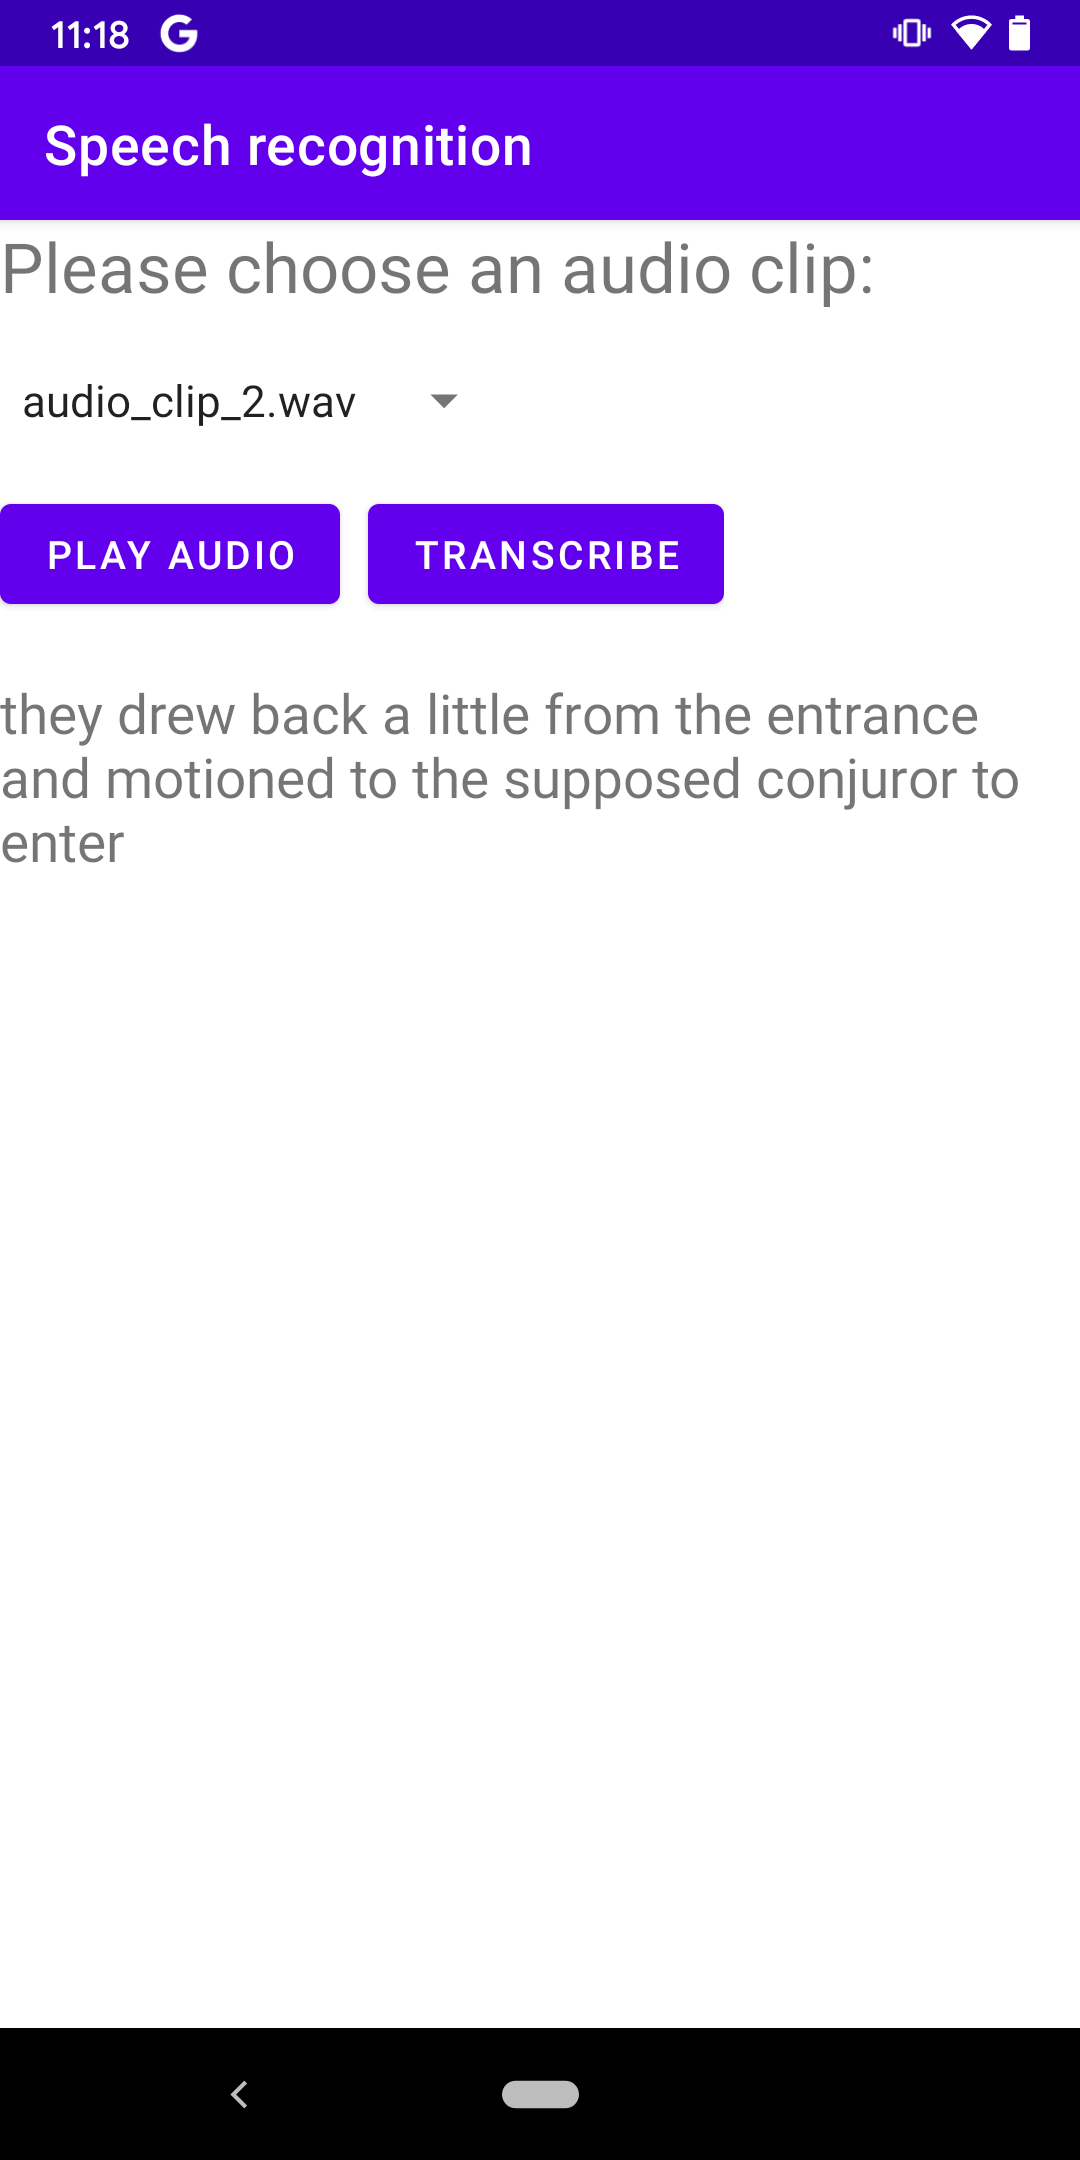 11:18
Speech recognition
Please choose an audio clip:
audio_clip_2.wav
PLAY AUDIO TRANSCRIBE
they drew back a little from the entrance
and motioned to the supposed conjuror to
enter